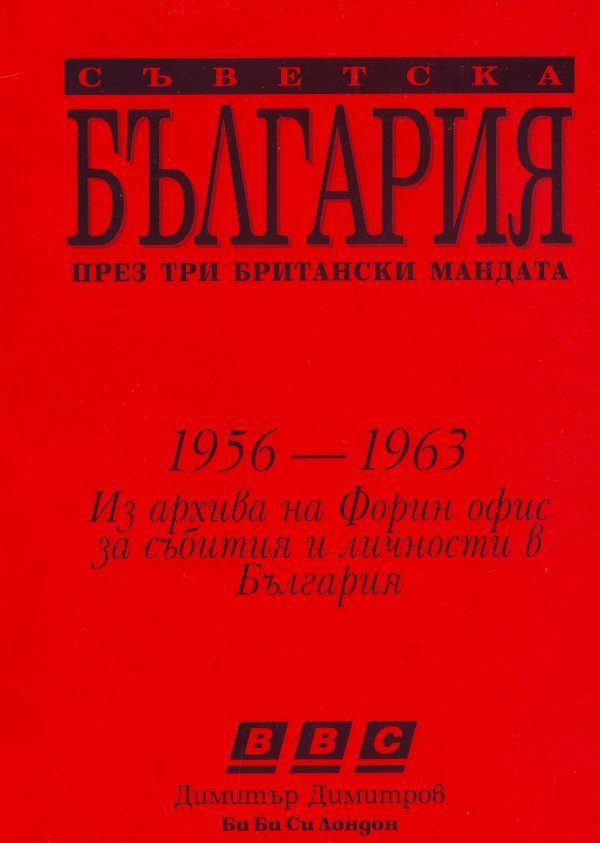 СЪВЕТСКА
БЪЛГАРИЯ
ПРЕЗ ТРИ БРИТАНСКИ МАНДАТА
1956 — 1963
Из архива на Форин офис
за събития и личности в
България
BBC
Димитър Димитров
Би Би Си Лондон